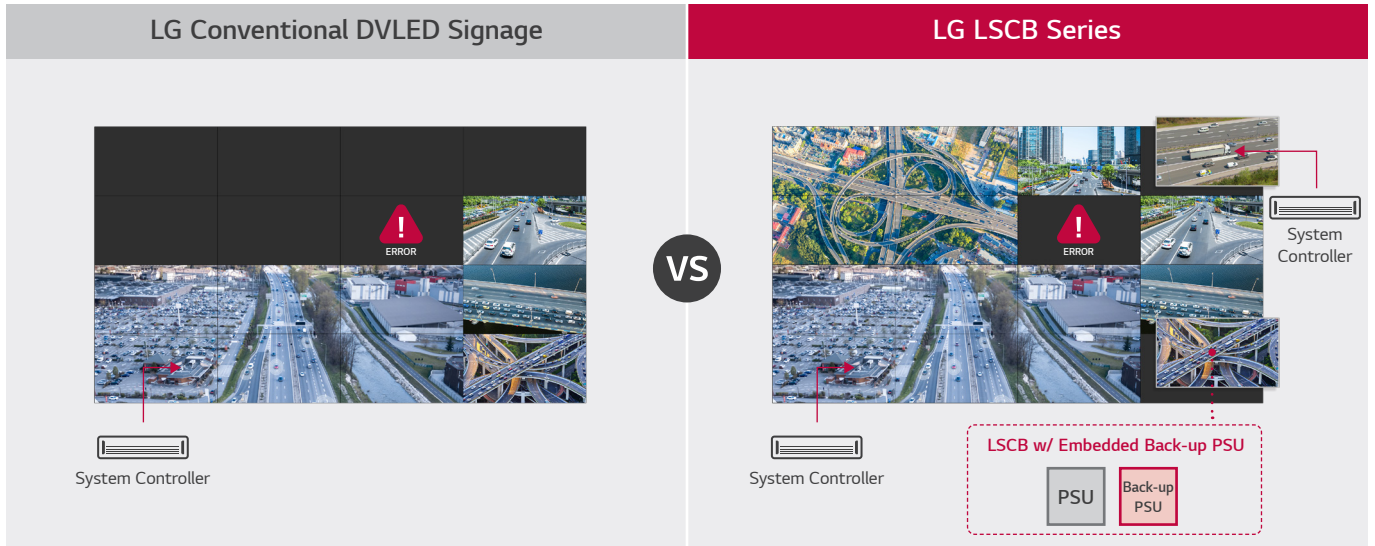 LG Conventional DVLED Signage
LG LSCB Series
ERROR
System Controller
VS
ERROR
System
Controller
System Controller
LSCB w/ Embedded Back-up PSU
PSU
Back-up
PSU